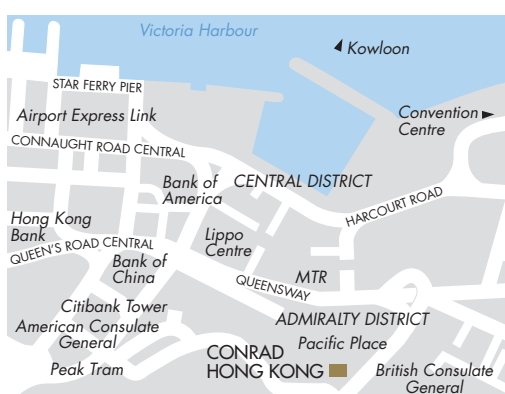 Victoria Harbour
Kowloon
STAR FERRY PIER
Airport Express Link
Convention
Centre
CONNAUGHT ROAD CENTRAL
Bank of
America
CENTRAL DISTRICT
HARCOURT ROAD
Hong Kong
Bank
QUEEN'S ROAD CENTRAL
Lippo
Centre
Bank of
China
MTR
QUEENSWAY
Citibank Tower
American Consulate
General
ADMIRALTY DISTRICT
Pacific Place
Peak Tram
CONRAD
HONG KONG
British Consulate
General